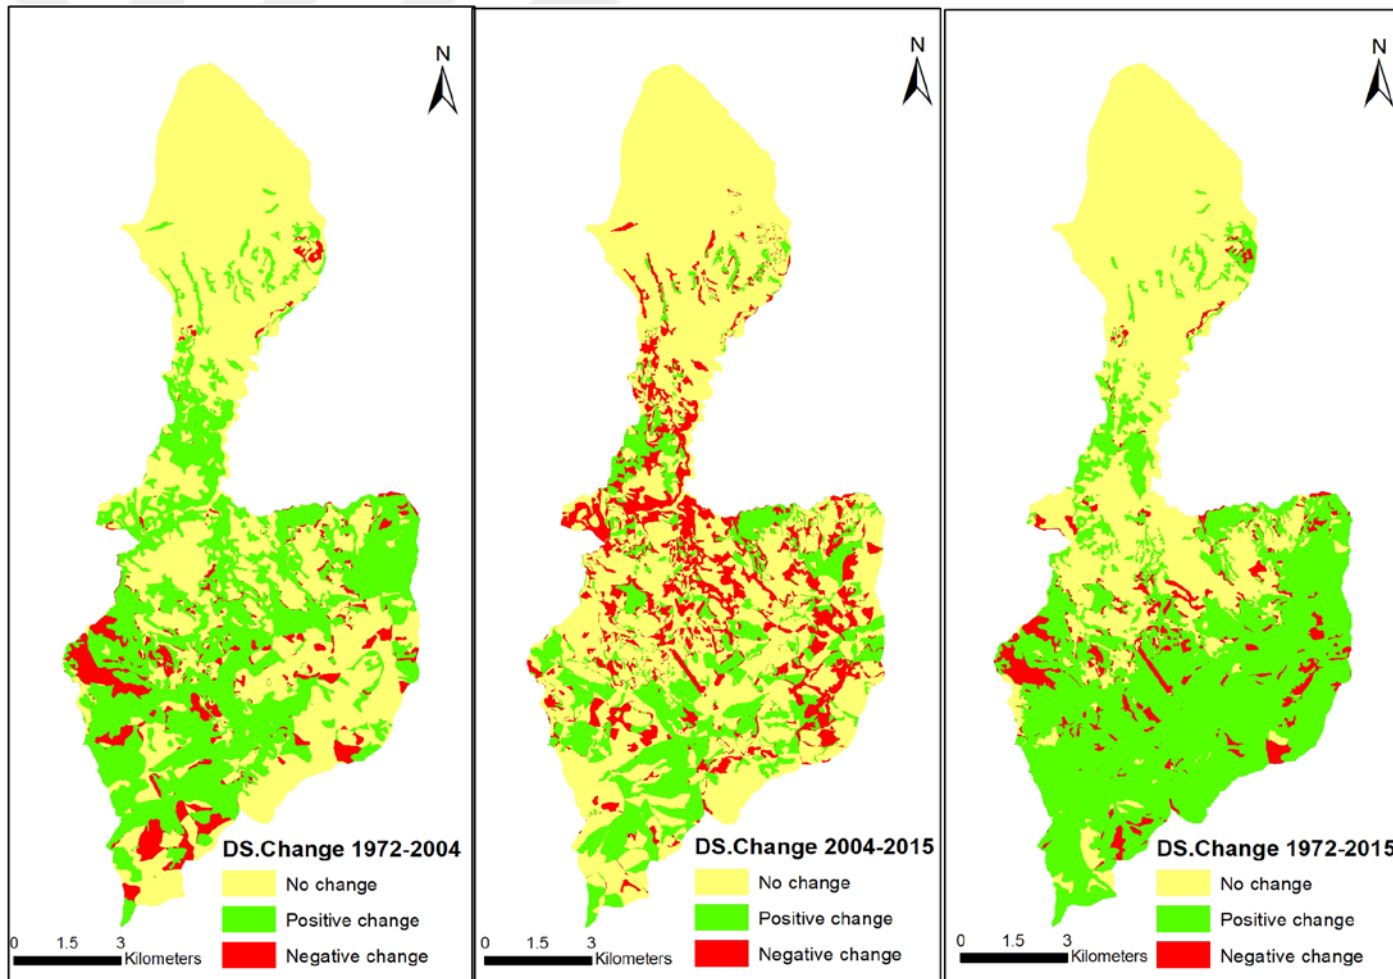 N
DS.Change 1972-2004
No change
Positive change
Negative change
0 1.5 3
Kilometers
N
DS.Change 2004-2015
No change
Positive change
Negative change
0 1.5 3
Kilometers
N
DS.Change 1972-2015
No change
Positive change
Negative change
0 1.5 3
Kilometers